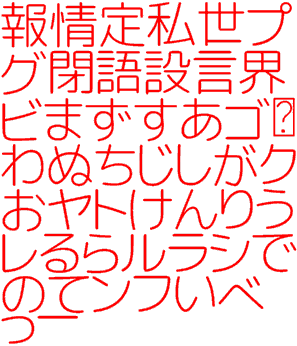 報情定私世プ
グ閉語設言界
ビまずすあゴ
わぬちじしがク
おヤトけんりう
しるらルラシで
のてンフいべ
っー